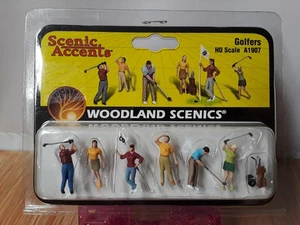 Scenic
Accents®
Golfers
HO Scale A1907
WOODLAND SCENICS®